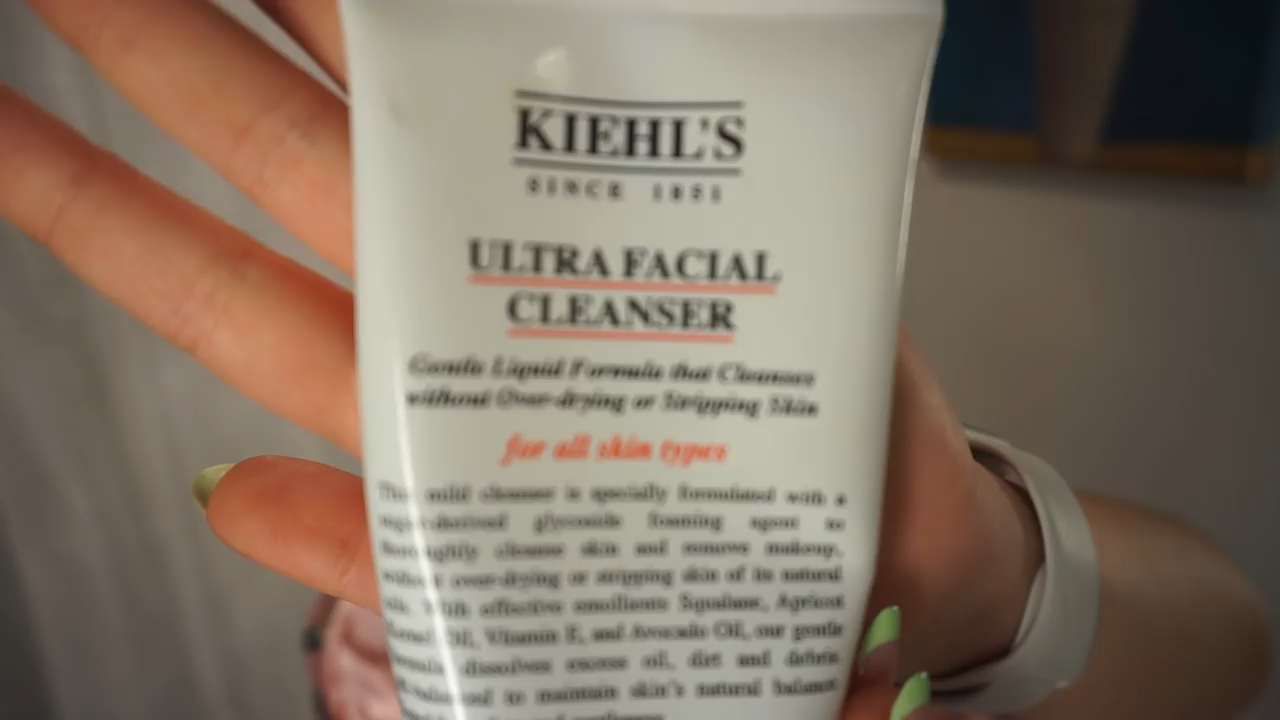 KIEHL'S
SINCE 1851
ULTRA FACIAL
CLEANSER
Gentle Liquid Formula that Cleanses
without Over-drying or Stripping Skin
for all skin types
This mild cleanser is specially formulated with a
sugar-derived glycoside foaming agent to
thoroughly cleanse skin and remove makeup,
without over-drying or stripping skin of its natural
oils. With effective emollients Squalane, Apricot
Kernel Oil, Vitamin E, and Avocado Oil, our gentle
formula dissolves excess oil, dirt and debris
to maintain skin's natural balance